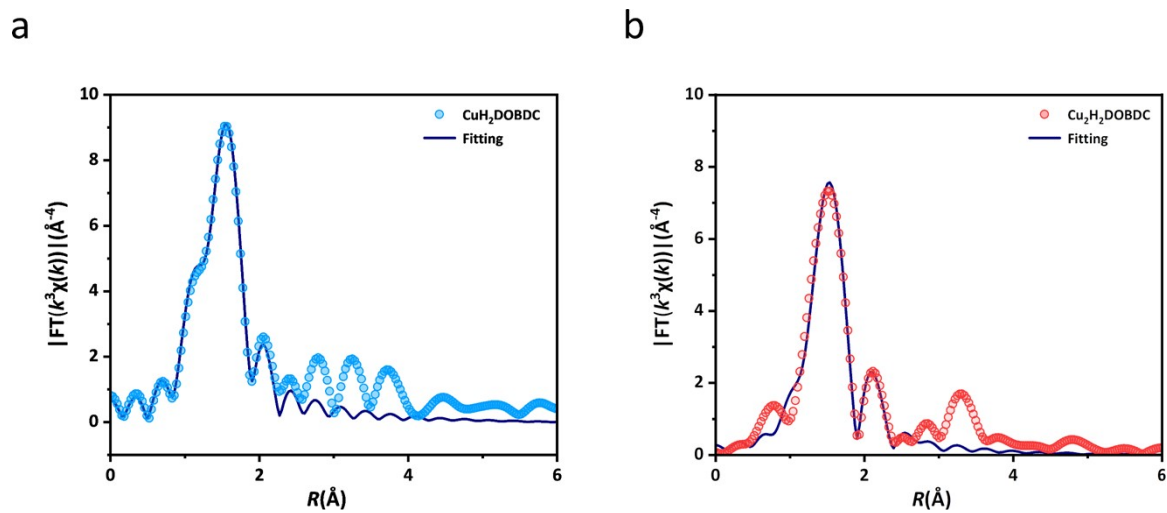 a
10
8
6
4
2
0
|FT(k³χ(k))|(Å⁻⁴)
CuH₂DOBDC
Fitting
0
2
4
6
R(Å)
b
10
8
6
4
2
0
|FT(k³χ(k))|(Å⁻⁴)
Cu₂H₂DOBDC
Fitting
0
2
4
6
R(Å)